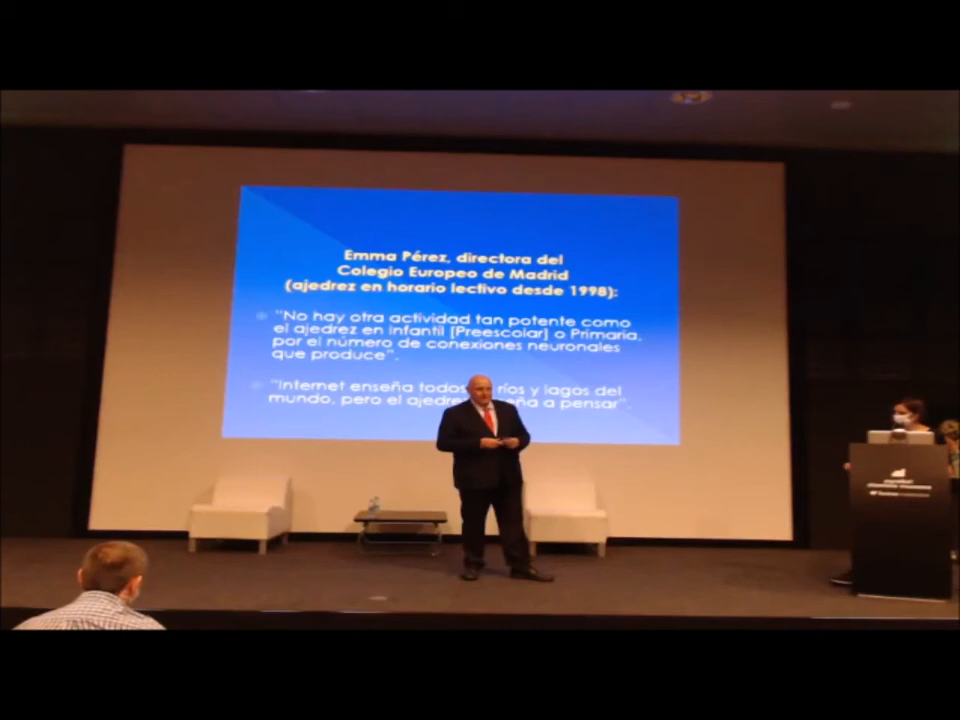 Emma Pérez, directora del
Colegio Europeo de Madrid
(ajedrez en horario lectivo desde 1998):
"No hay otra actividad tan potente como
el ajedrez en Infantil [Preescolar] o Primaria,
por el número de conexiones neuronales
que produce".
"Internet enseña todos ríos y lagos del
mundo, pero el ajedrez a pensar".